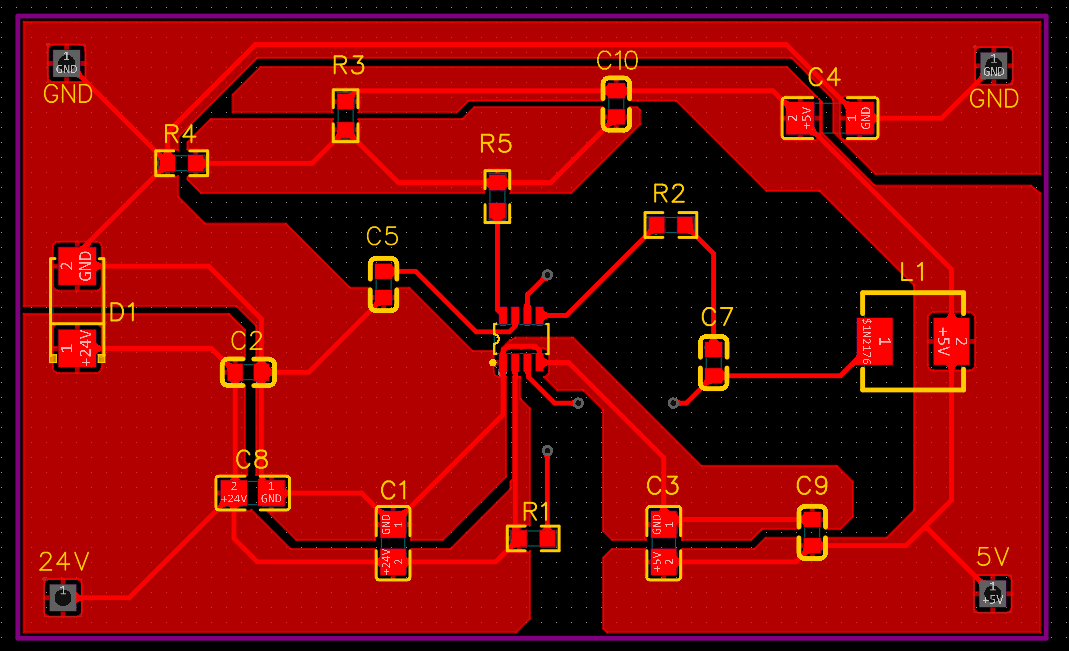 1
GND
GND
R3
C10
C4
2
+5V
1
GND
1
GND
GND
R4
R5
R2
C5
2
GND
D1
1
+24V
L1
$1N2176
1
+5V
2
C7
C2
C8
2
+24V
1
GND
C1
GND
1
+24V
2
R1
C3
GND
1
+5V
2
C9
24V
1
5V
1
+5V